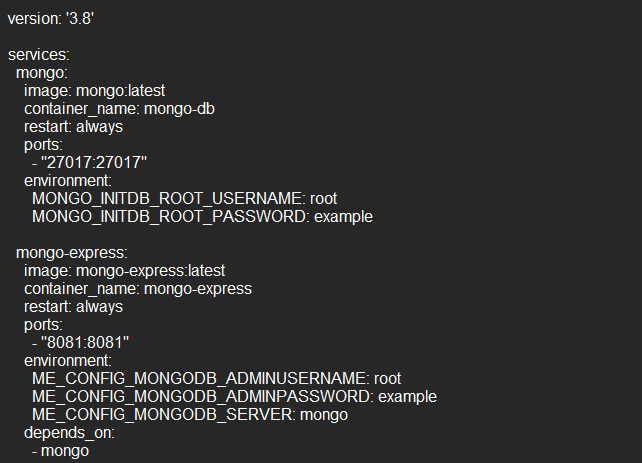 version: '3.8'

services:
  mongo:
    image: mongo:latest
    container_name: mongo-db
    restart: always
    ports:
      - "27017:27017"
    environment:
      MONGO_INITDB_ROOT_USERNAME: root
      MONGO_INITDB_ROOT_PASSWORD: example

  mongo-express:
    image: mongo-express:latest
    container_name: mongo-express
    restart: always
    ports:
      - "8081:8081"
    environment:
      ME_CONFIG_MONGODB_ADMINUSERNAME: root
      ME_CONFIG_MONGODB_ADMINPASSWORD: example
      ME_CONFIG_MONGODB_SERVER: mongo
    depends_on:
      - mongo